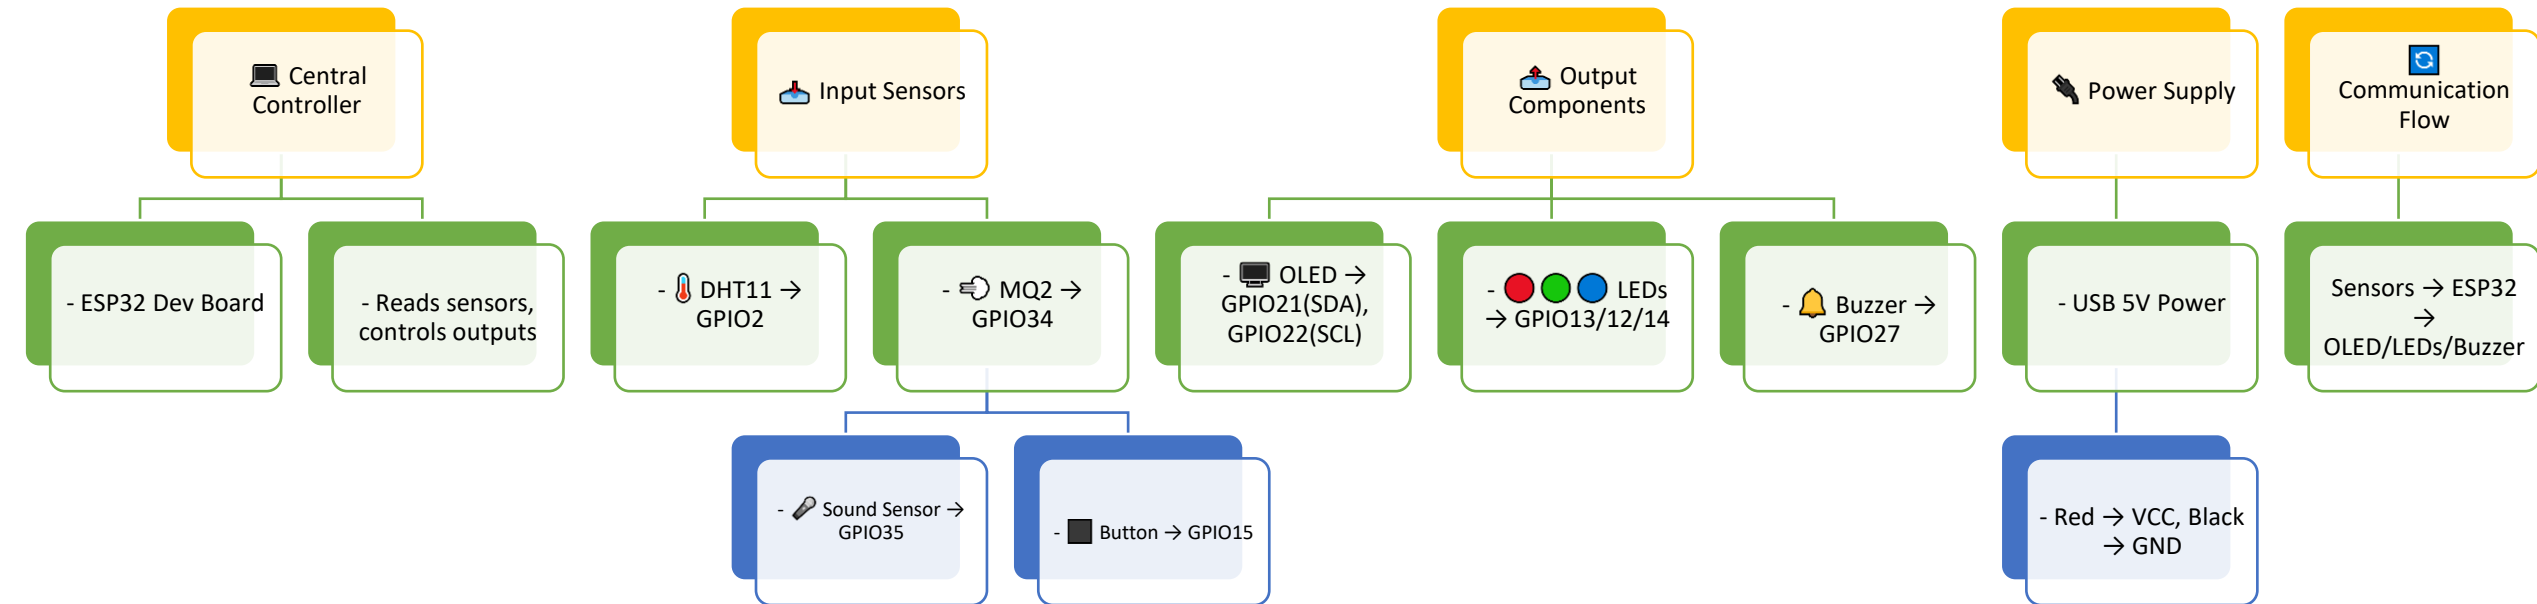 💻 Central
Controller
📥 Input Sensors
📤 Output
Components
🔌 Power Supply
🔄
Communication
Flow
- ESP32 Dev Board
- Reads sensors,
controls outputs
- 🌡 DHT11 →
GPIO2
- 💨 MQ2 →
GPIO34
- 🖥 OLED →
GPIO21(SDA),
GPIO22(SCL)
- 🔴🟢🔵 LEDs
→ GPIO13/12/14
- 🔔 Buzzer →
GPIO27
- USB 5V Power
Sensors → ESP32
→
OLED/LEDs/Buzzer
- 🎤 Sound Sensor →
GPIO35
- ⬛ Button → GPIO15
- Red → VCC, Black
→ GND